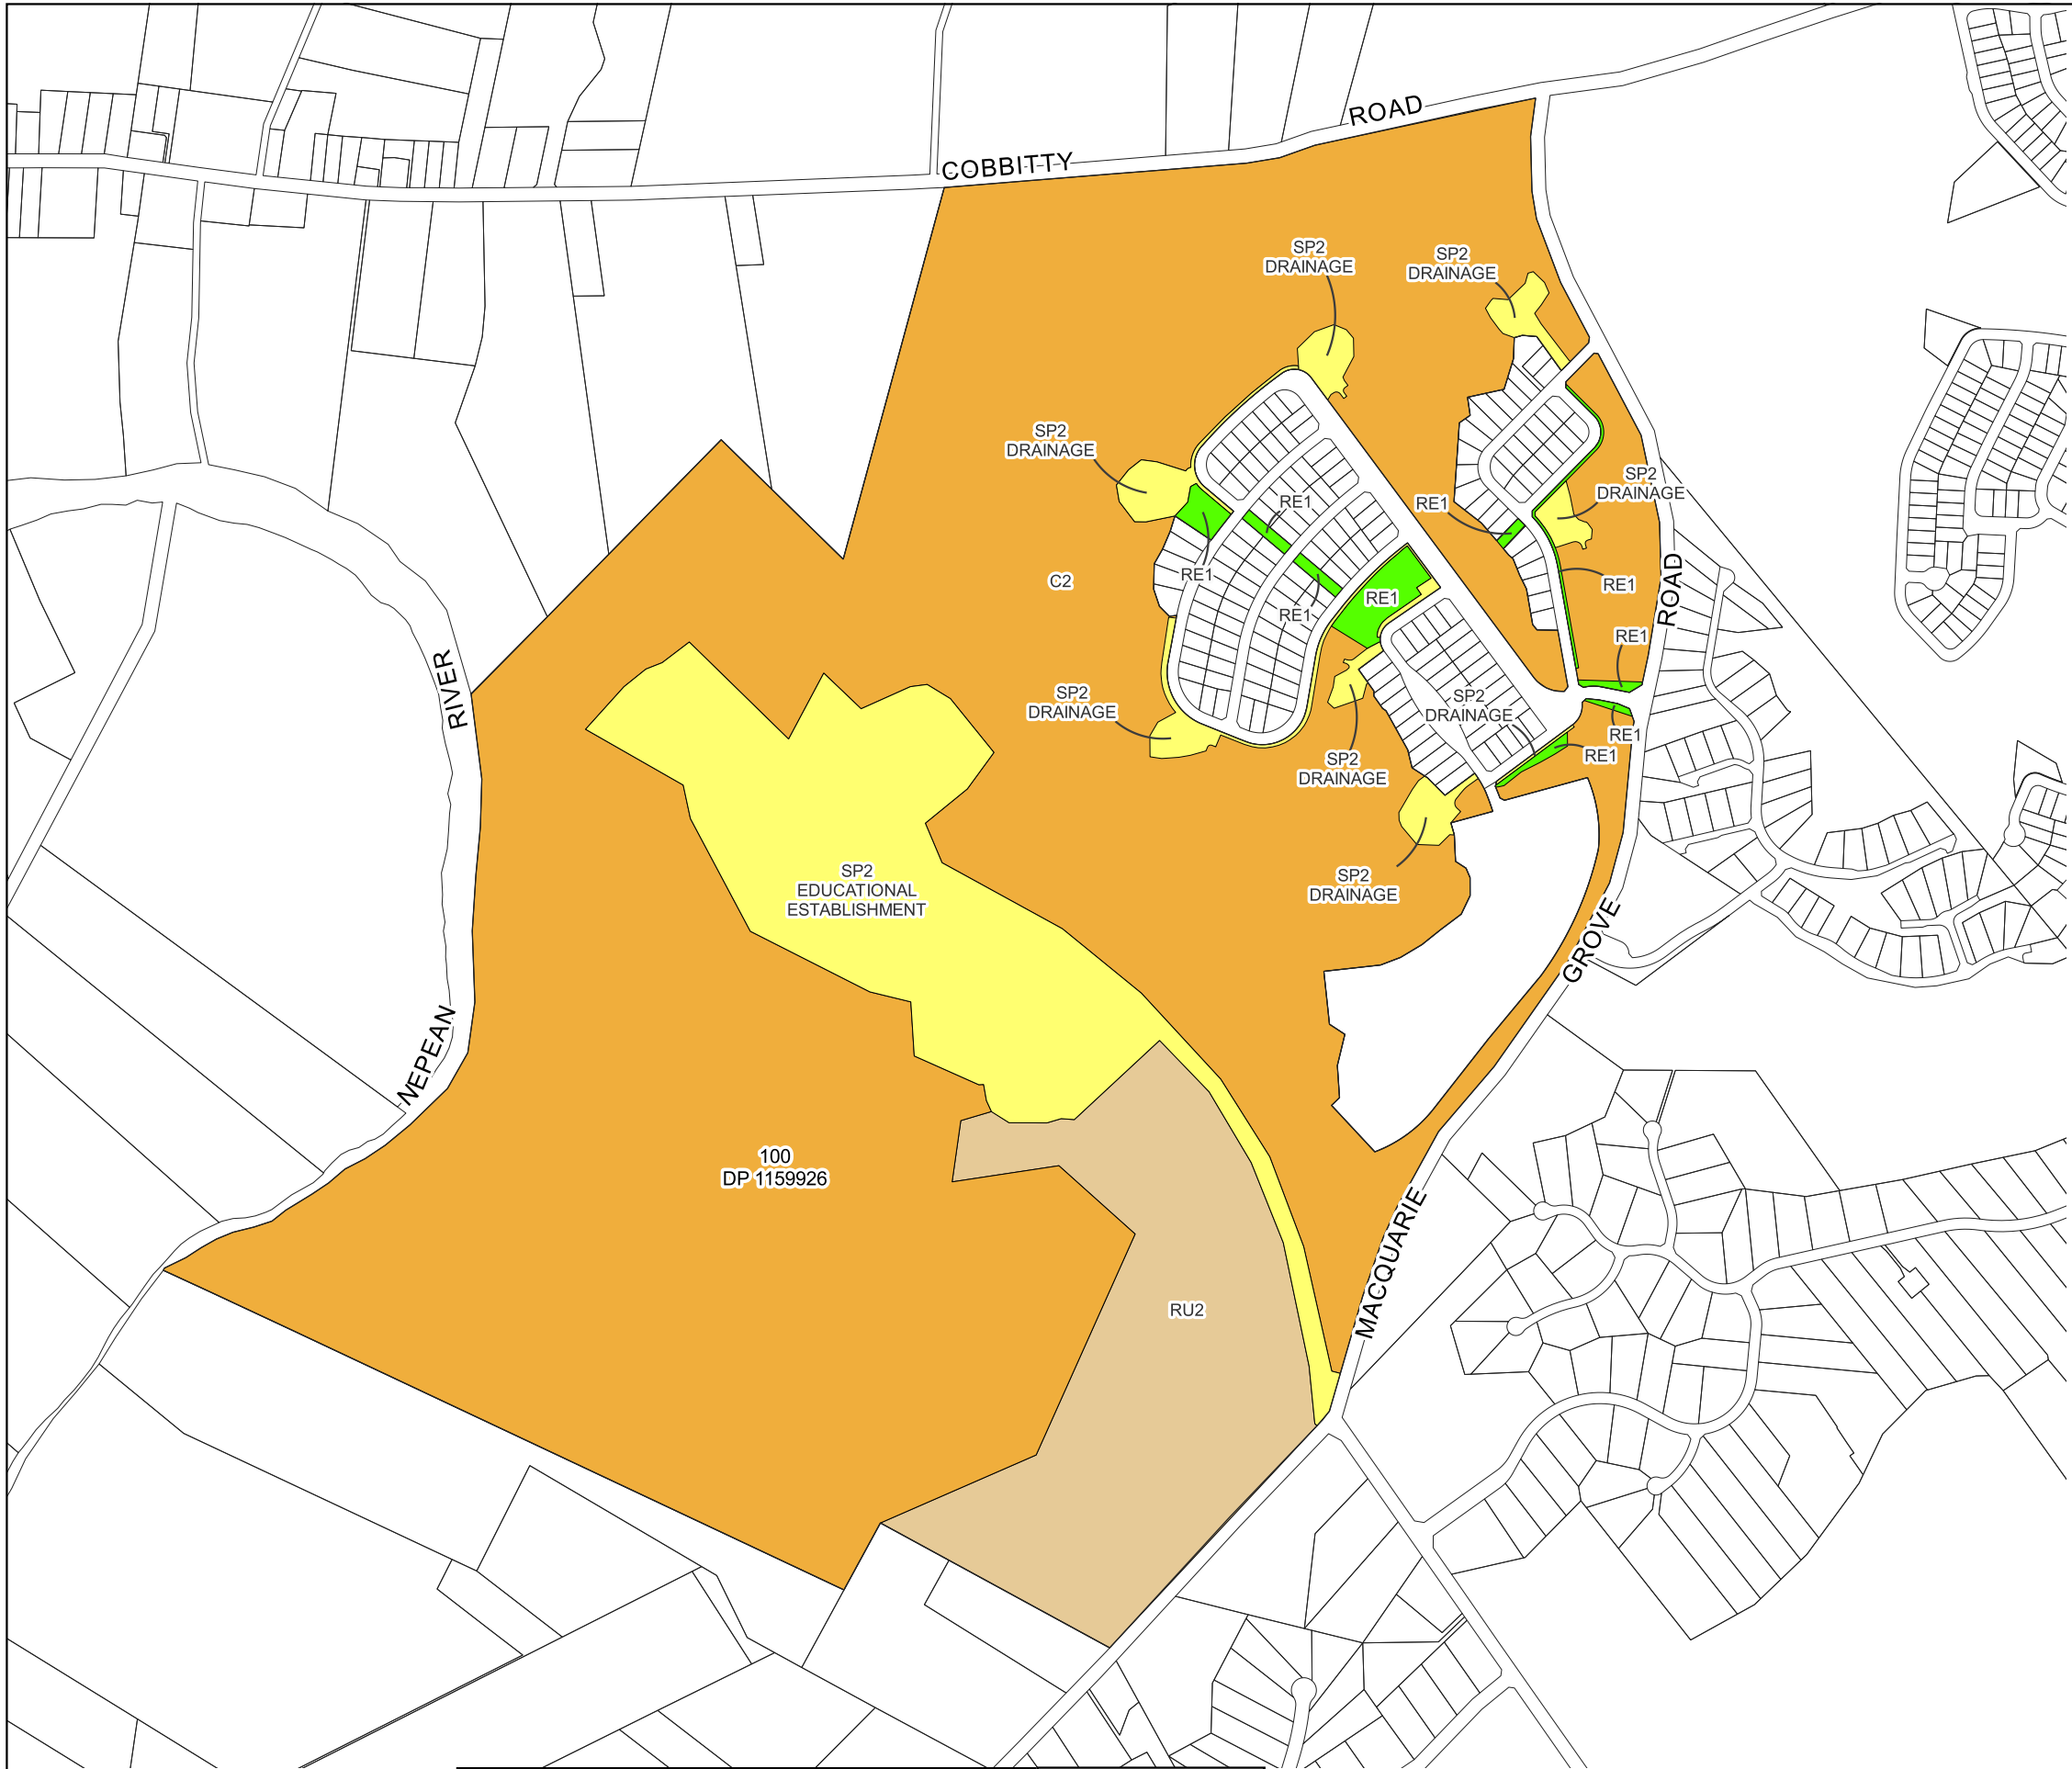 ROAD
COBBITTY
SP2
DRAINAGE
SP2
DRAINAGE
SP2
DRAINAGE
SP2
DRAINAGE
RE1
RE1
C2
RE1
RE1
RE1
RE1
ROAD
RE1
RIVER
SP2
DRAINAGE
SP2
DRAINAGE
RE1
RE1
SP2
DRAINAGE
SP2
EDUCATIONAL
ESTABLISHMENT
SP2
DRAINAGE
GROVE
NEPEAN
100
DP 1159926
MACQUARIE
RU2